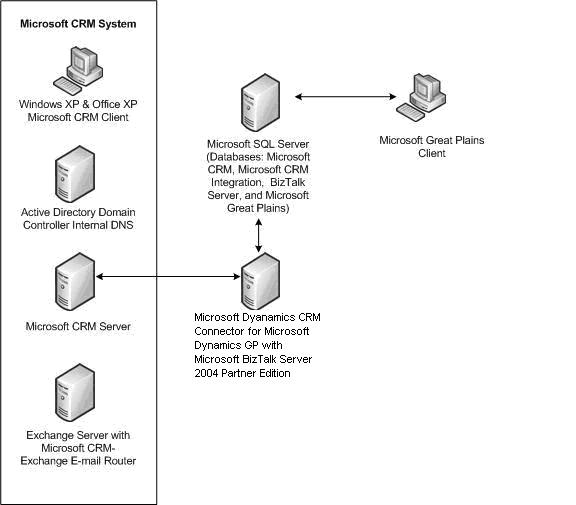 Microsoft CRM System
Windows XP & Office XP
Microsoft CRM Client
Active Directory Domain
Controller Internal DNS
Microsoft CRM Server
Exchange Server with
Microsoft CRM-
Exchange E-mail Router
Microsoft SQL Server
(Databases: Microsoft
CRM, Microsoft CRM
Integration, BizTalk
Server, and Microsoft
Great Plains)
Microsoft Great Plains
Client
Microsoft Dyanamics CRM
Connector for Microsoft
Dynamics GP with
Microsoft BizTalk Server
2004 Partner Edition